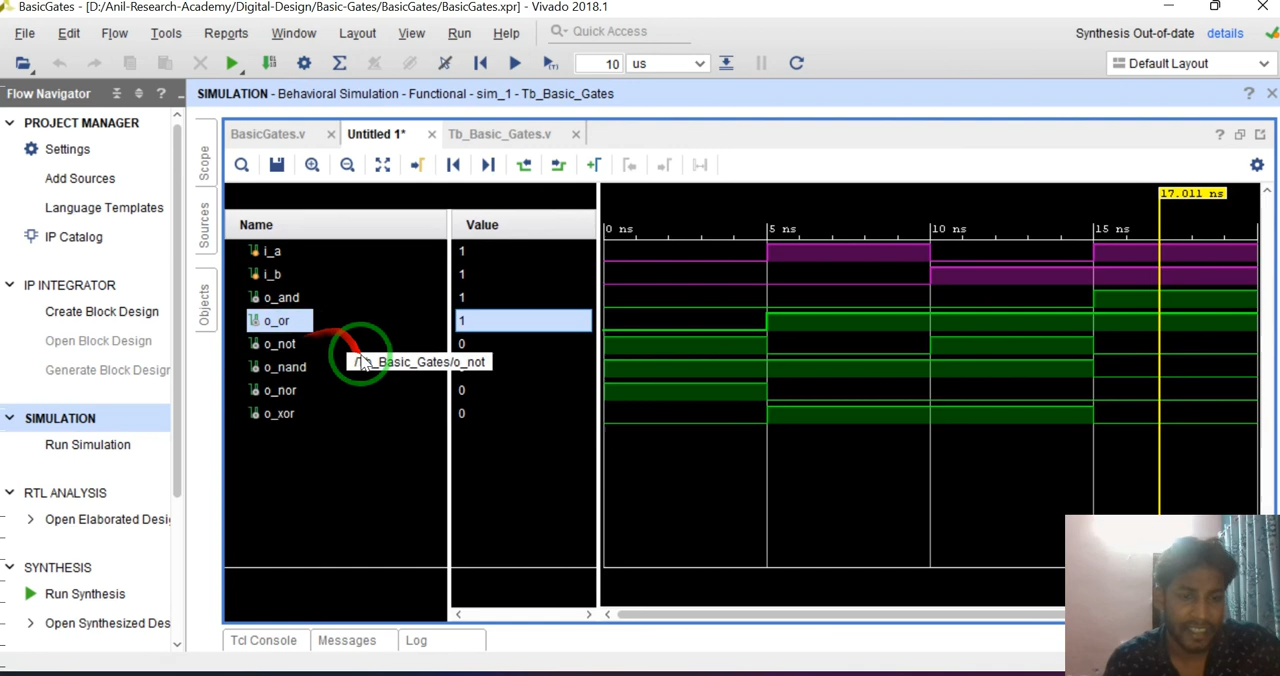 BasicGates - [D:/Anil-Research-Academy/Digital-Design/Basic-Gates/BasicGates/BasicGates.xpr] - Vivado 2018.1
File Edit Flow Tools Reports Window Layout View Run Help Quick Access
Synthesis Out-of-date details
10 us
Default Layout
Flow Navigator
SIMULATION - Behavioral Simulation - Functional - sim_1 - Tb_Basic_Gates
PROJECT MANAGER
Settings
Add Sources
Language Templates
IP Catalog
IP INTEGRATOR
Create Block Design
Open Block Design
Generate Block Desigr
SIMULATION
Run Simulation
RTL ANALYSIS
Open Elaborated Desi
SYNTHESIS
Run Synthesis
Open Synthesized Des
Scope
Sources
Objects
BasicGates.v Untitled 1* Tb_Basic_Gates.v
17.011 ns
Name Value
0 ns 5 ns 10 ns 15 ns
i_a 1
i_b 1
o_and 1
o_or 1
o_not 0
_Basic_Gates/o_not
o_nand
o_nor 0
o_xor 0
Tcl Console Messages Log